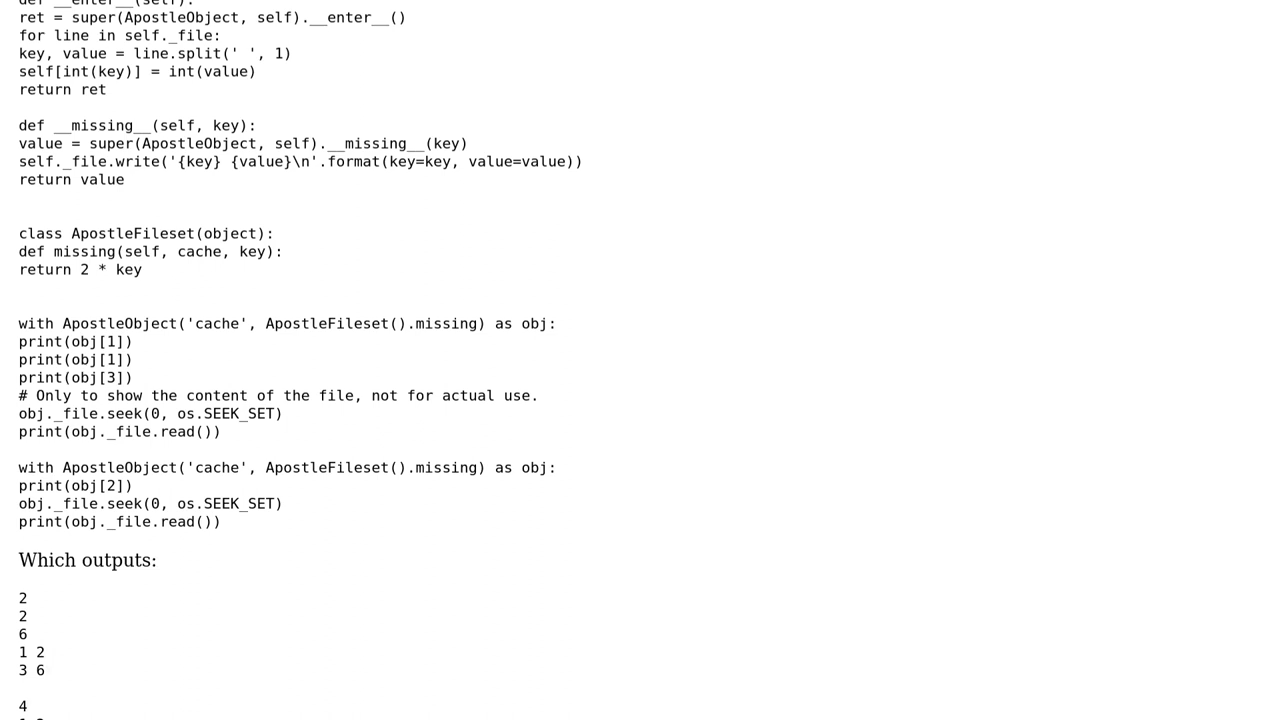 def __enter__(self):
ret = super(ApostleObject, self).__enter__()
for line in self._file:
key, value = line.split(' ', 1)
self[int(key)] = int(value)
return ret

def __missing__(self, key):
value = super(ApostleObject, self).__missing__(key)
self._file.write('{key} {value}\n'.format(key=key, value=value))
return value

class ApostleFileset(object):
def missing(self, cache, key):
return 2 * key

with ApostleObject('cache', ApostleFileset().missing) as obj:
print(obj[1])
print(obj[1])
print(obj[3])
# Only to show the content of the file, not for actual use.
obj._file.seek(0, os.SEEK_SET)
print(obj._file.read())

with ApostleObject('cache', ApostleFileset().missing) as obj:
print(obj[2])
obj._file.seek(0, os.SEEK_SET)
print(obj._file.read())

Which outputs:

2
2
6
1 2
3 6

4